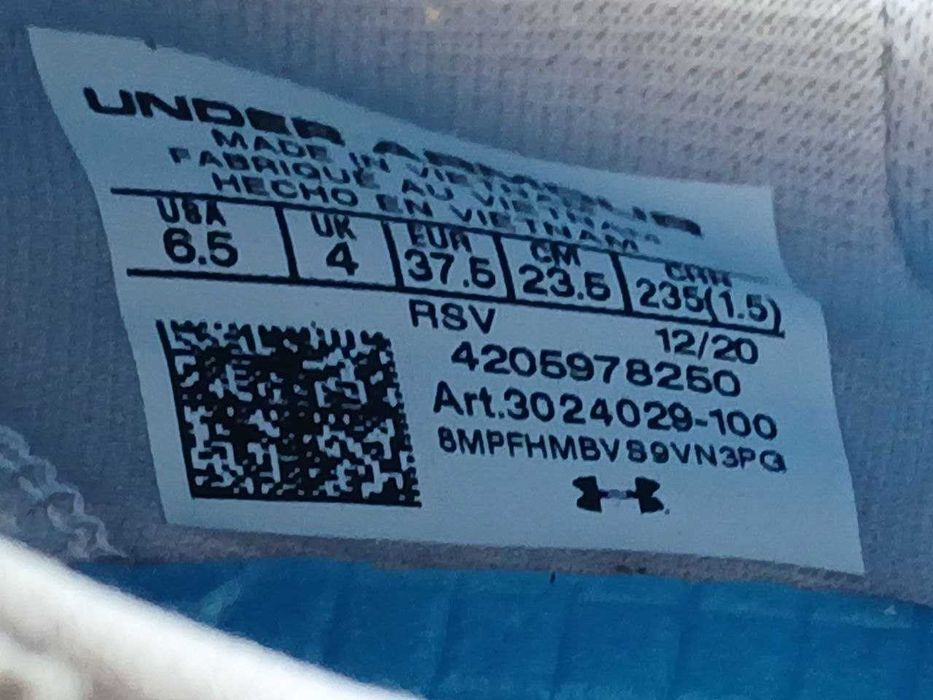 UNDER ARMOUR
MADE IN VIETNAM
FABRIQUÉ AU VIETNAM
HECHO EN VIETNAM
USA UK EUR CM CHN
6.5 4 37.5 23.5 235(1.5)
RSV 12/20
4205978250
Art.3024029-100
8MPFHMBV89VN3PG